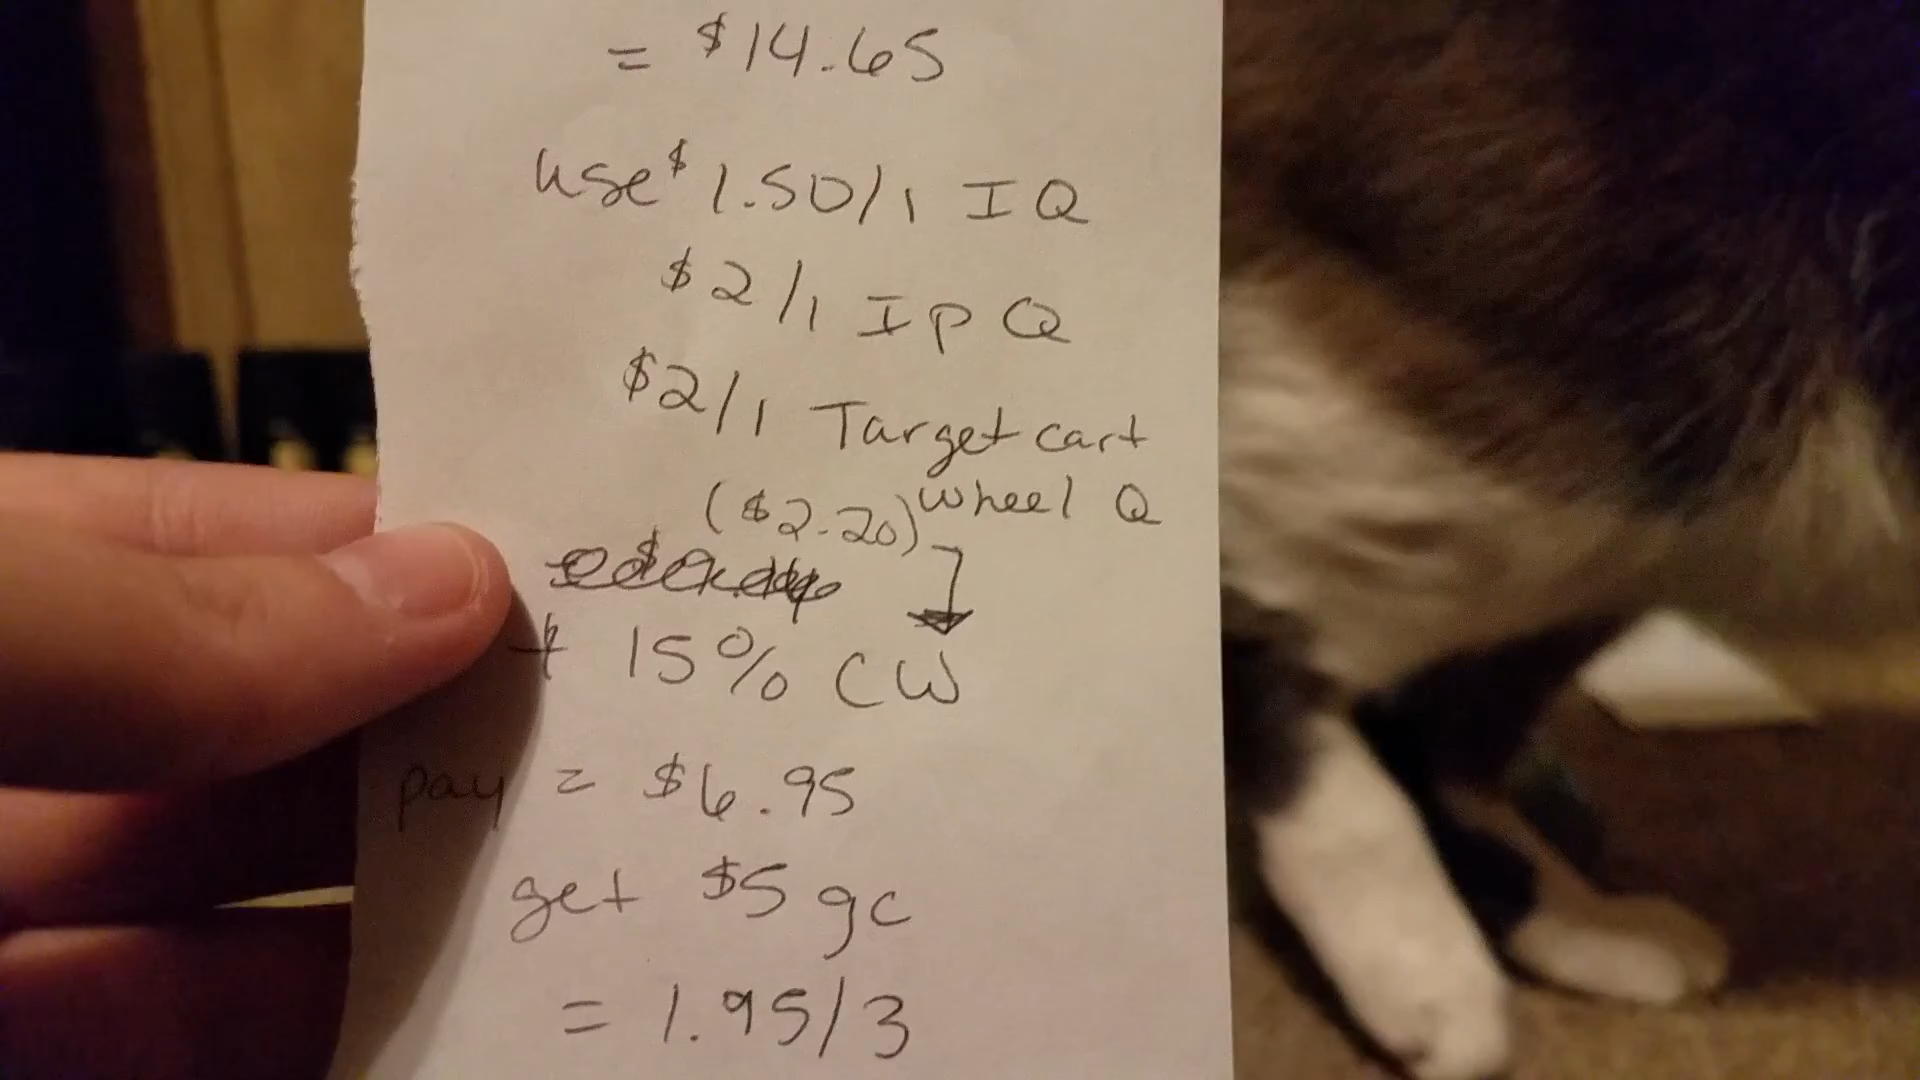 = $14.65
use $1.50/1 IQ
$2/1 IP Q
$2/1 Target cart
wheel Q
($2.20)
+ 15% CW
pay = $6.95
get $5 gc
= 1.95/3